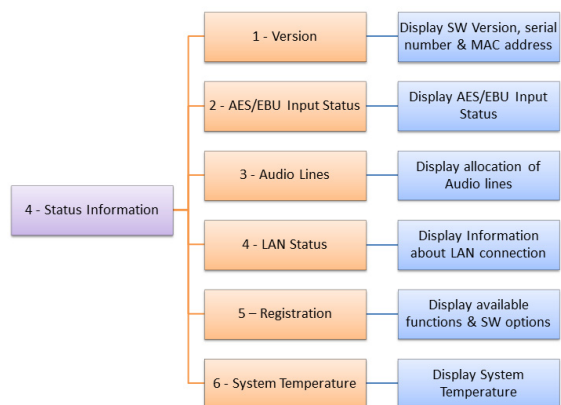 4 - Status Information
1 - Version
Display SW Version, serial
number & MAC address
2 - AES/EBU Input Status
Display AES/EBU Input
Status
3 - Audio Lines
Display allocation of
Audio lines
4 - LAN Status
Display Information
about LAN connection
5 – Registration
Display available
functions & SW options
6 - System Temperature
Display System
Temperature